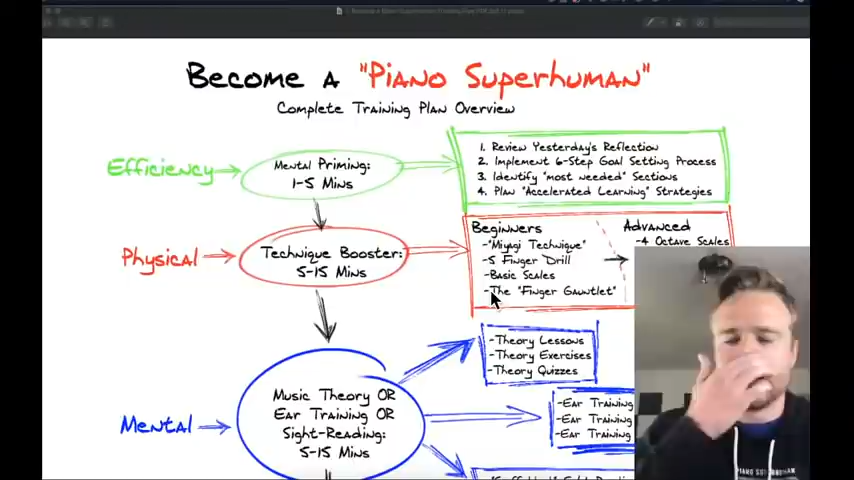 Become A "Piano Superhuman"
Complete Training Plan Overview
Efficiency
Mental Priming:
1-5 Mins
1. Review Yesterday's Reflection
2. Implement 6-Step Goal Setting Process
3. Identify "most needed" Sections
4. Plan "Accelerated Learning" Strategies
Physical
Technique Booster:
5-15 Mins
Beginners
-"Miyagi Technique"
-5 Finger Drill
-Basic Scales
-The "Finger Gauntlet"
Advanced
-4 Octave Scales
Mental
Music Theory OR
Ear Training OR
Sight-Reading:
5-15 Mins
-Theory Lessons
-Theory Exercises
-Theory Quizzes
-Ear Training
-Ear Training
-Ear Training
PIANO SUPERHUMAN